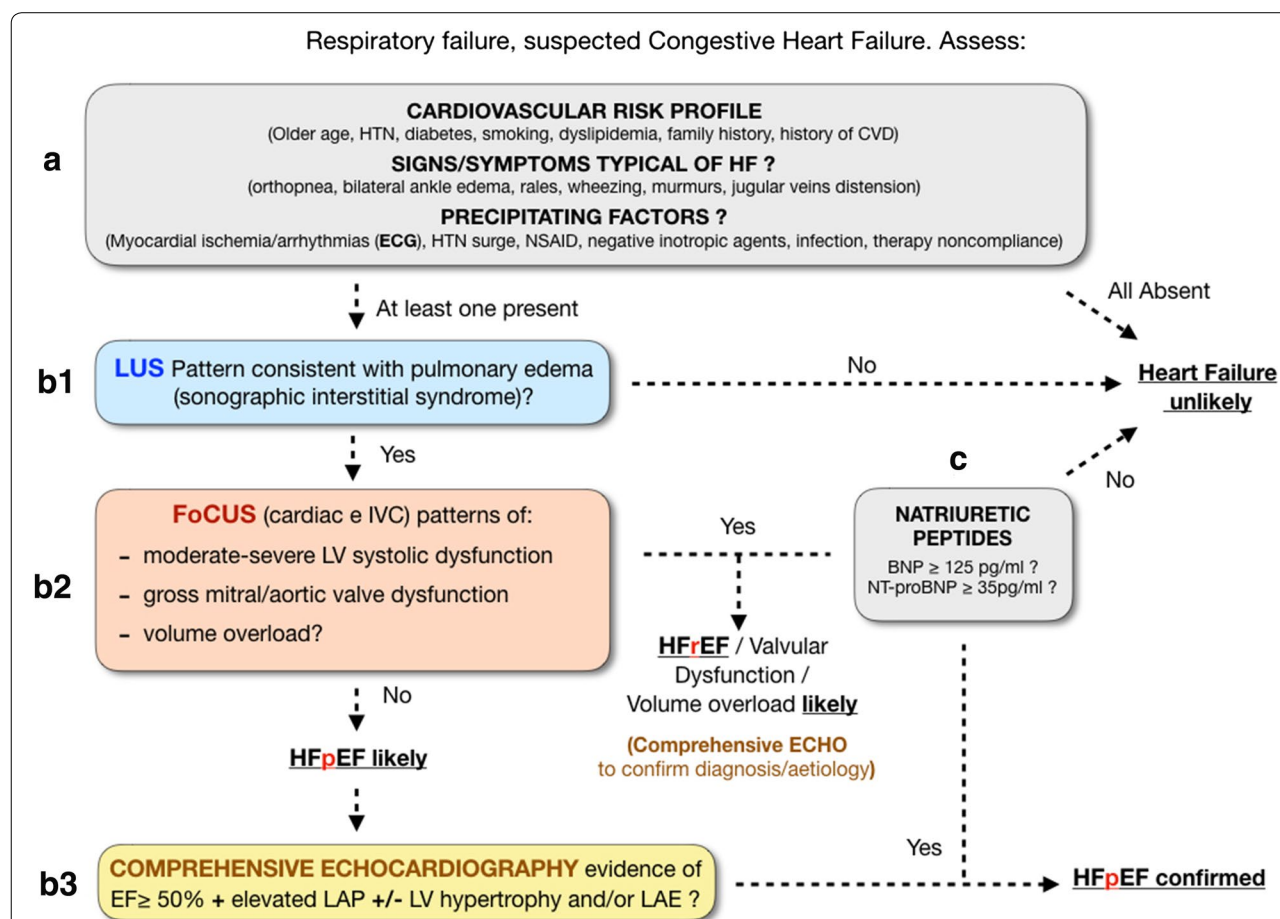 Respiratory failure, suspected Congestive Heart Failure. Assess:
a
CARDIOVASCULAR RISK PROFILE
(Older age, HTN, diabetes, smoking, dyslipidemia, family history, history of CVD)
SIGNS/SYMPTOMS TYPICAL OF HF ?
(orthopnea, bilateral ankle edema, rales, wheezing, murmurs, jugular veins distension)
PRECIPITATING FACTORS ?
(Myocardial ischemia/arrhythmias (ECG), HTN surge, NSAID, negative inotropic agents, infection, therapy noncompliance)
At least one present
All Absent
b1
LUS Pattern consistent with pulmonary edema
(sonographic interstitial syndrome)?
No
Heart Failure
unlikely
Yes
b2
FoCUS (cardiac e IVC) patterns of:
– moderate-severe LV systolic dysfunction
– gross mitral/aortic valve dysfunction
– volume overload?
Yes
c
No
NATRIURETIC
PEPTIDES
BNP ≥ 125 pg/ml ?
NT-proBNP ≥ 35pg/ml ?
HFrEF / Valvular
Dysfunction /
Volume overload likely
(Comprehensive ECHO
to confirm diagnosis/aetiology)
No
HFpEF likely
b3
COMPREHENSIVE ECHOCARDIOGRAPHY evidence of
EF≥ 50% + elevated LAP +/- LV hypertrophy and/or LAE ?
Yes
HFpEF confirmed